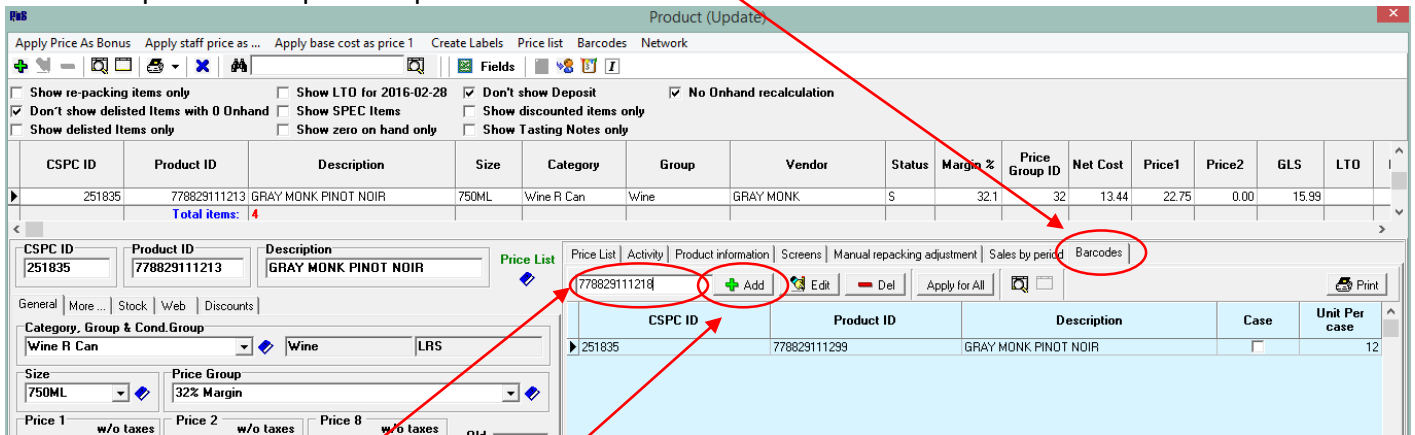 RnS Product (Update)
Apply Price As Bonus Apply staff price as ... Apply base cost as price 1 Create Labels Price list Barcodes Network
Fields
Show re-packing items only Show LTO for 2016-02-28 Don't show Deposit No Onhand recalculation
Don't show delisted Items with 0 Onhand Show SPEC Items Show discounted items only
Show delisted Items only Show zero on hand only Show Tasting Notes only
CSPC ID Product ID Description Size Category Group Vendor Status Margin % Price Group ID Net Cost Price1 Price2 GLS LTO
251835 778829111213 GRAY MONK PINOT NOIR 750ML Wine R Can Wine GRAY MONK S 32.1 32 13.44 22.75 0.00 15.99
Total items: 4
CSPC ID Product ID Description
251835 778829111213 GRAY MONK PINOT NOIR Price List
General More ... Stock Web Discounts
Category, Group & Cond.Group
Wine R Can Wine LRS
Size Price Group
750ML 32% Margin
Price 1 w/o taxes Price 2 w/o taxes Price 8 w/o taxes
Price List Activity Product information Screens Manual repacking adjustment Sales by period Barcodes
778829111218 Add Edit Del Apply for All Print
CSPC ID Product ID Description Case Unit Per case
251835 778829111299 GRAY MONK PINOT NOIR 12